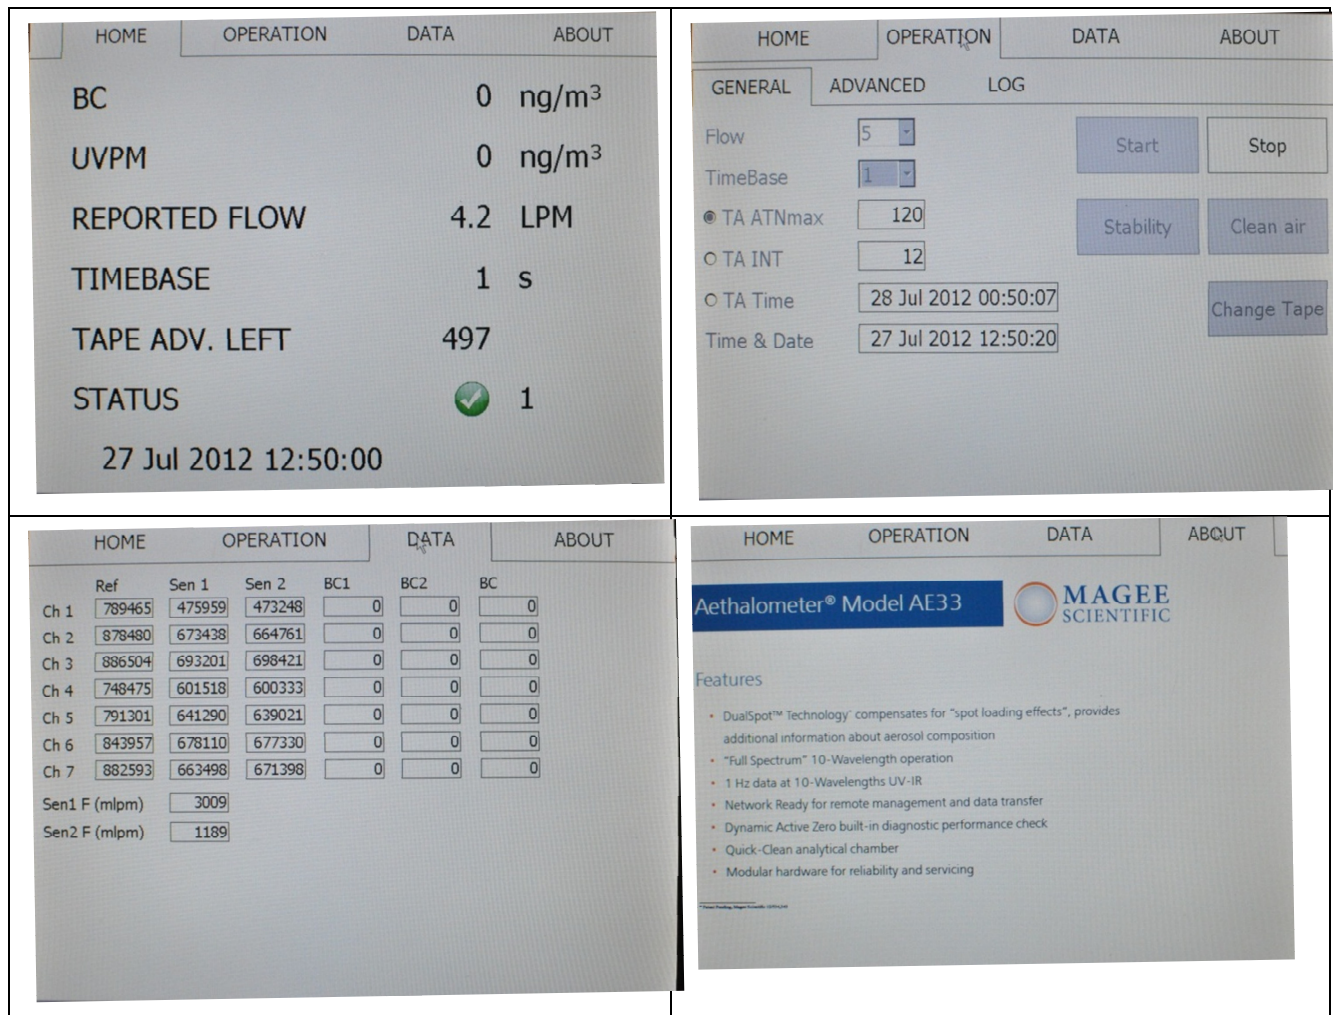 HOME OPERATION DATA ABOUT
BC 0 ng/m³
UVPM 0 ng/m³
REPORTED FLOW 4.2 LPM
TIMEBASE 1 s
TAPE ADV. LEFT 497
STATUS 1
27 Jul 2012 12:50:00
HOME OPERATION DATA ABOUT
GENERAL ADVANCED LOG
Flow 5 Start Stop
TimeBase 1
TA ATNmax 120 Stability Clean air
TA INT 12
TA Time 28 Jul 2012 00:50:07 Change Tape
Time & Date 27 Jul 2012 12:50:20
HOME OPERATION DATA ABOUT
Ref Sen 1 Sen 2 BC1 BC2 BC
Ch 1 789465 475959 473248 0 0 0
Ch 2 878480 673438 664761 0 0 0
Ch 3 886504 693201 698421 0 0 0
Ch 4 748475 601518 600333 0 0 0
Ch 5 791301 641290 639021 0 0 0
Ch 6 843957 678110 677330 0 0 0
Ch 7 882593 663498 671398 0 0 0
Sen1 F (mlpm) 3009
Sen2 F (mlpm) 1189
HOME OPERATION DATA ABOUT
Aethalometer® Model AE33 MAGEE
SCIENTIFIC
Features
• DualSpot™ Technology* compensates for "spot loading effects", provides
additional information about aerosol composition
• "Full Spectrum" 10-Wavelength operation
• 1 Hz data at 10-Wavelengths UV-IR
• Network Ready for remote management and data transfer
• Dynamic Active Zero built-in diagnostic performance check
• Quick-Clean analytical chamber
• Modular hardware for reliability and servicing